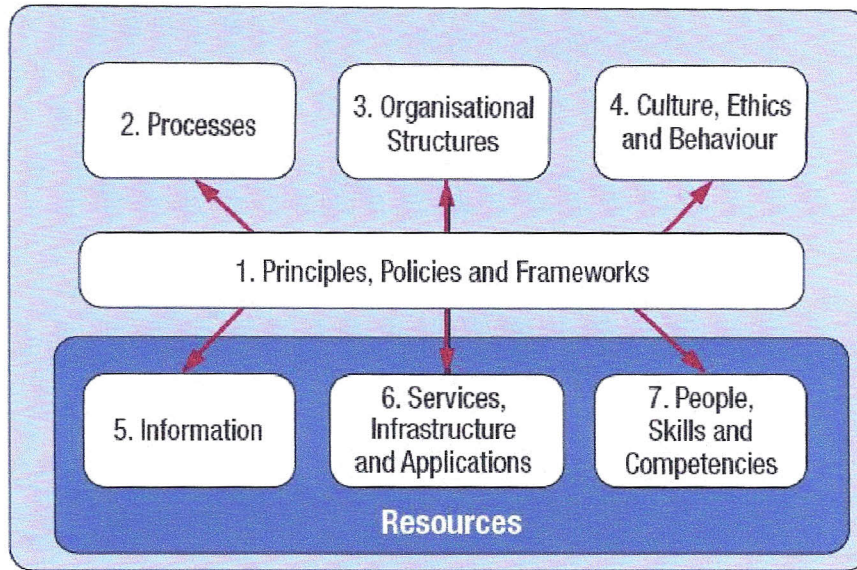 2. Processes
3. Organisational
Structures
4. Culture, Ethics
and Behaviour
1. Principles, Policies and Frameworks
5. Information
6. Services,
Infrastructure
and Applications
7. People,
Skills and
Competencies
Resources